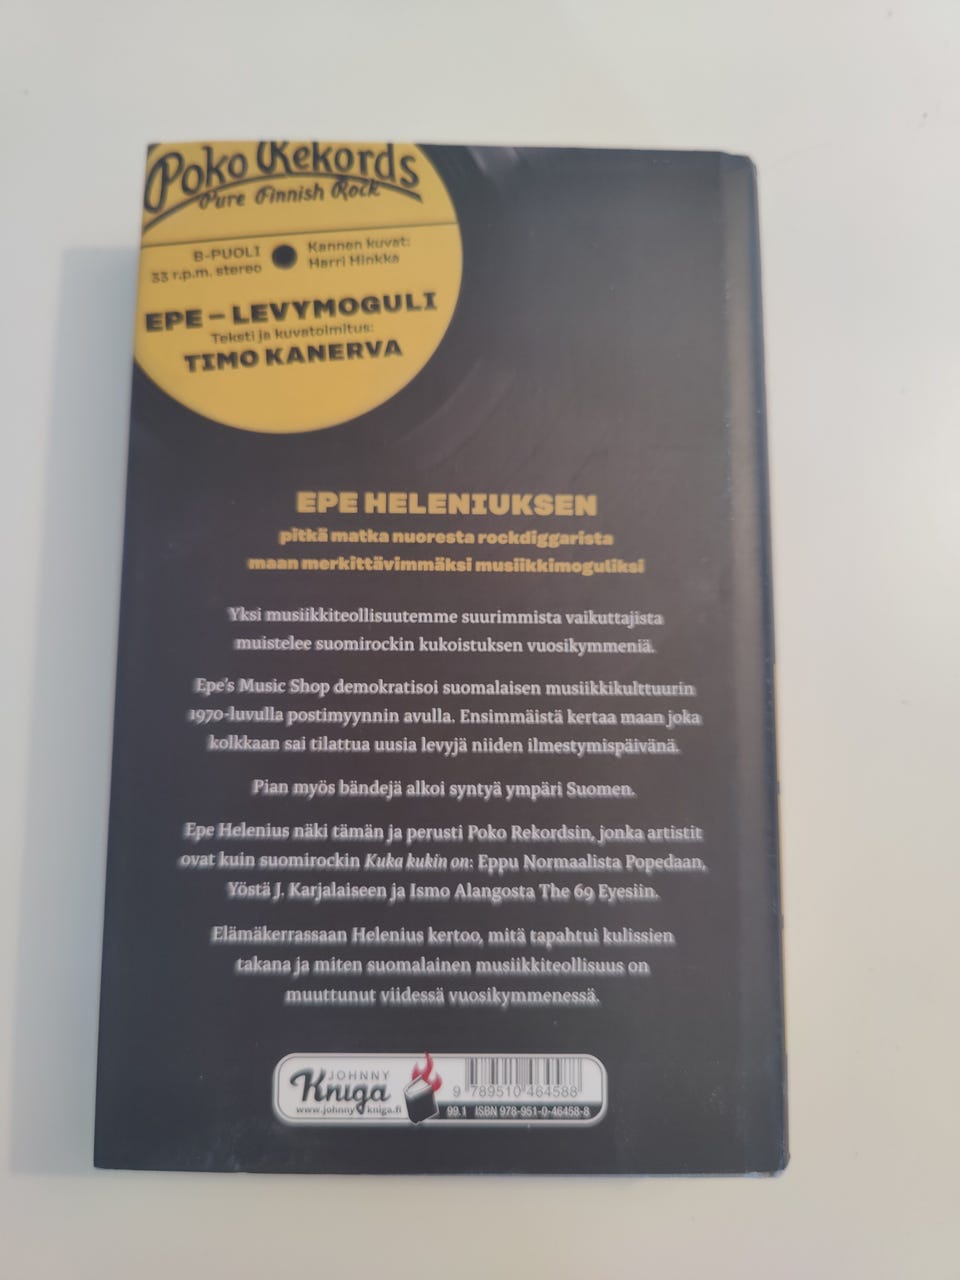 Poko Rekords
Pure Finnish Rock
B-PUOLI
33 r.p.m. stereo
Kannen kuvat:
Harri Hinkka
EPE – LEVYMOGULI
Teksti ja kuvatoimitus:
TIMO KANERVA
EPE HELENIUKSEN
pitkä matka nuoresta rockdiggarista
maan merkittävimmäksi musiikkimoguliksi
Yksi musiikkiteollisuutemme suurimmista vaikuttajista
muistelee suomirockin kukoistuksen vuosikymmeniä.
Epe's Music Shop demokratisoi suomalaisen musiikkikulttuurin
1970-luvulla postimyynnin avulla. Ensimmäistä kertaa maan joka
kolkkaan sai tilattua uusia levyjä niiden ilmestymispäivänä.
Pian myös bändejä alkoi syntyä ympäri Suomen.
Epe Helenius näki tämän ja perusti Poko Rekordsin, jonka artistit
ovat kuin suomirockin Kuka kukin on: Eppu Normaalista Popedaan,
Yöstä J. Karjalaiseen ja Ismo Alangosta The 69 Eyesiin.
Elämäkerrassaan Helenius kertoo, mitä tapahtui kulissien
takana ja miten suomalainen musiikkiteollisuus on
muuttunut viidessä vuosikymmenessä.
JOHNNY
Kniga
www.johnnykniga.fi
9 789510 464588
99.1 ISBN 978-951-0-46458-8